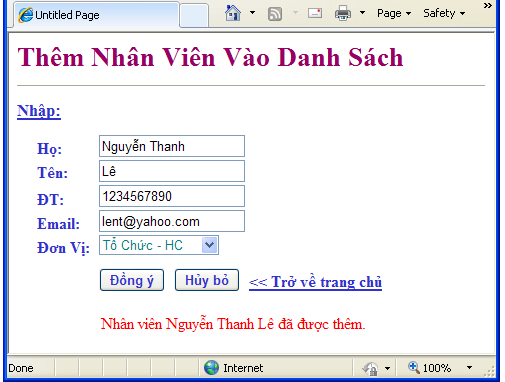 Untitled Page
Page
Safety
»
Thêm Nhân Viên Vào Danh Sách
Nhập:
Họ: Nguyễn Thanh
Tên: Lê
ĐT: 1234567890
Email: lent@yahoo.com
Đơn Vị: Tổ Chức - HC
Đồng ý Hủy bỏ << Trở về trang chủ
Nhân viên Nguyễn Thanh Lê đã được thêm.
Done Internet 100%